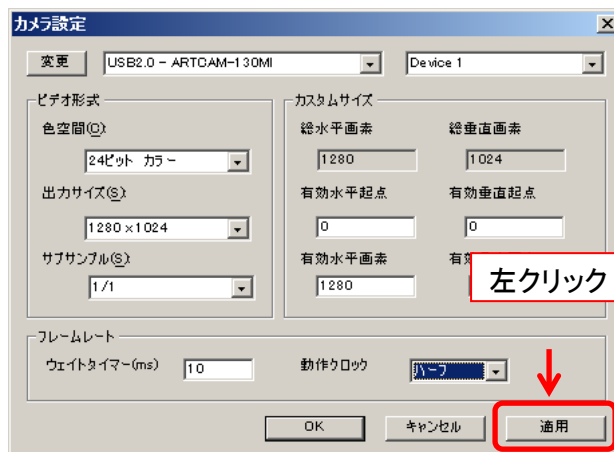 カメラ設定
変更 USB2.0 - ARTCAM-130MI Device 1
ビデオ形式
色空間(C):
24ビット カラー
出力サイズ(S):
1280 x 1024
サブサンプル(S):
1/1
カスタムサイズ
総水平画素 総垂直画素
1280 1024
有効水平起点 有効垂直起点
0 0
有効水平画素 有効
1280
左クリック
フレームレート
ウェイトタイマー(ms) 10 動作クロック ハーフ
OK キャンセル 適用